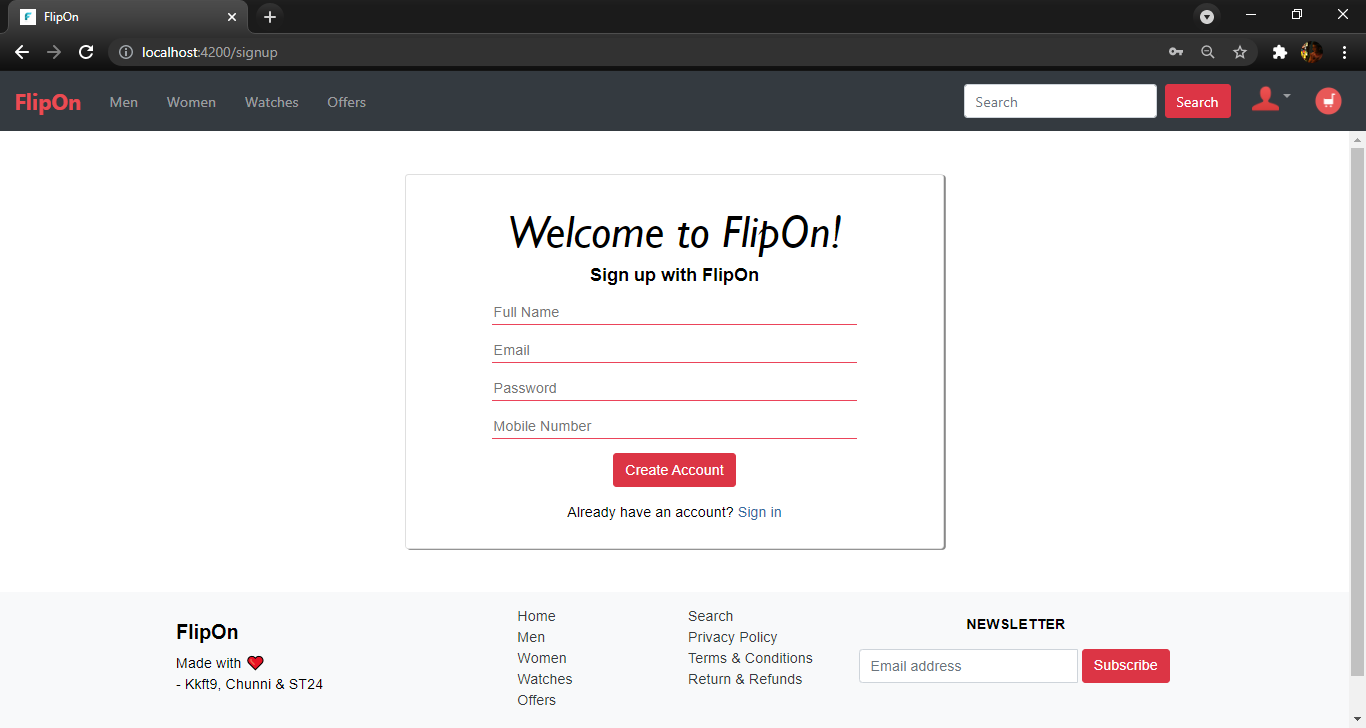 FlipOn
localhost:4200/signup
FlipOn Men Women Watches Offers Search Search
Welcome to FlipOn!
Sign up with FlipOn
Full Name
Email
Password
Mobile Number
Create Account
Already have an account? Sign in
FlipOn
Made with ❤
- Kkft9, Chunni & ST24
Home
Men
Women
Watches
Offers
Search
Privacy Policy
Terms & Conditions
Return & Refunds
NEWSLETTER
Email address Subscribe